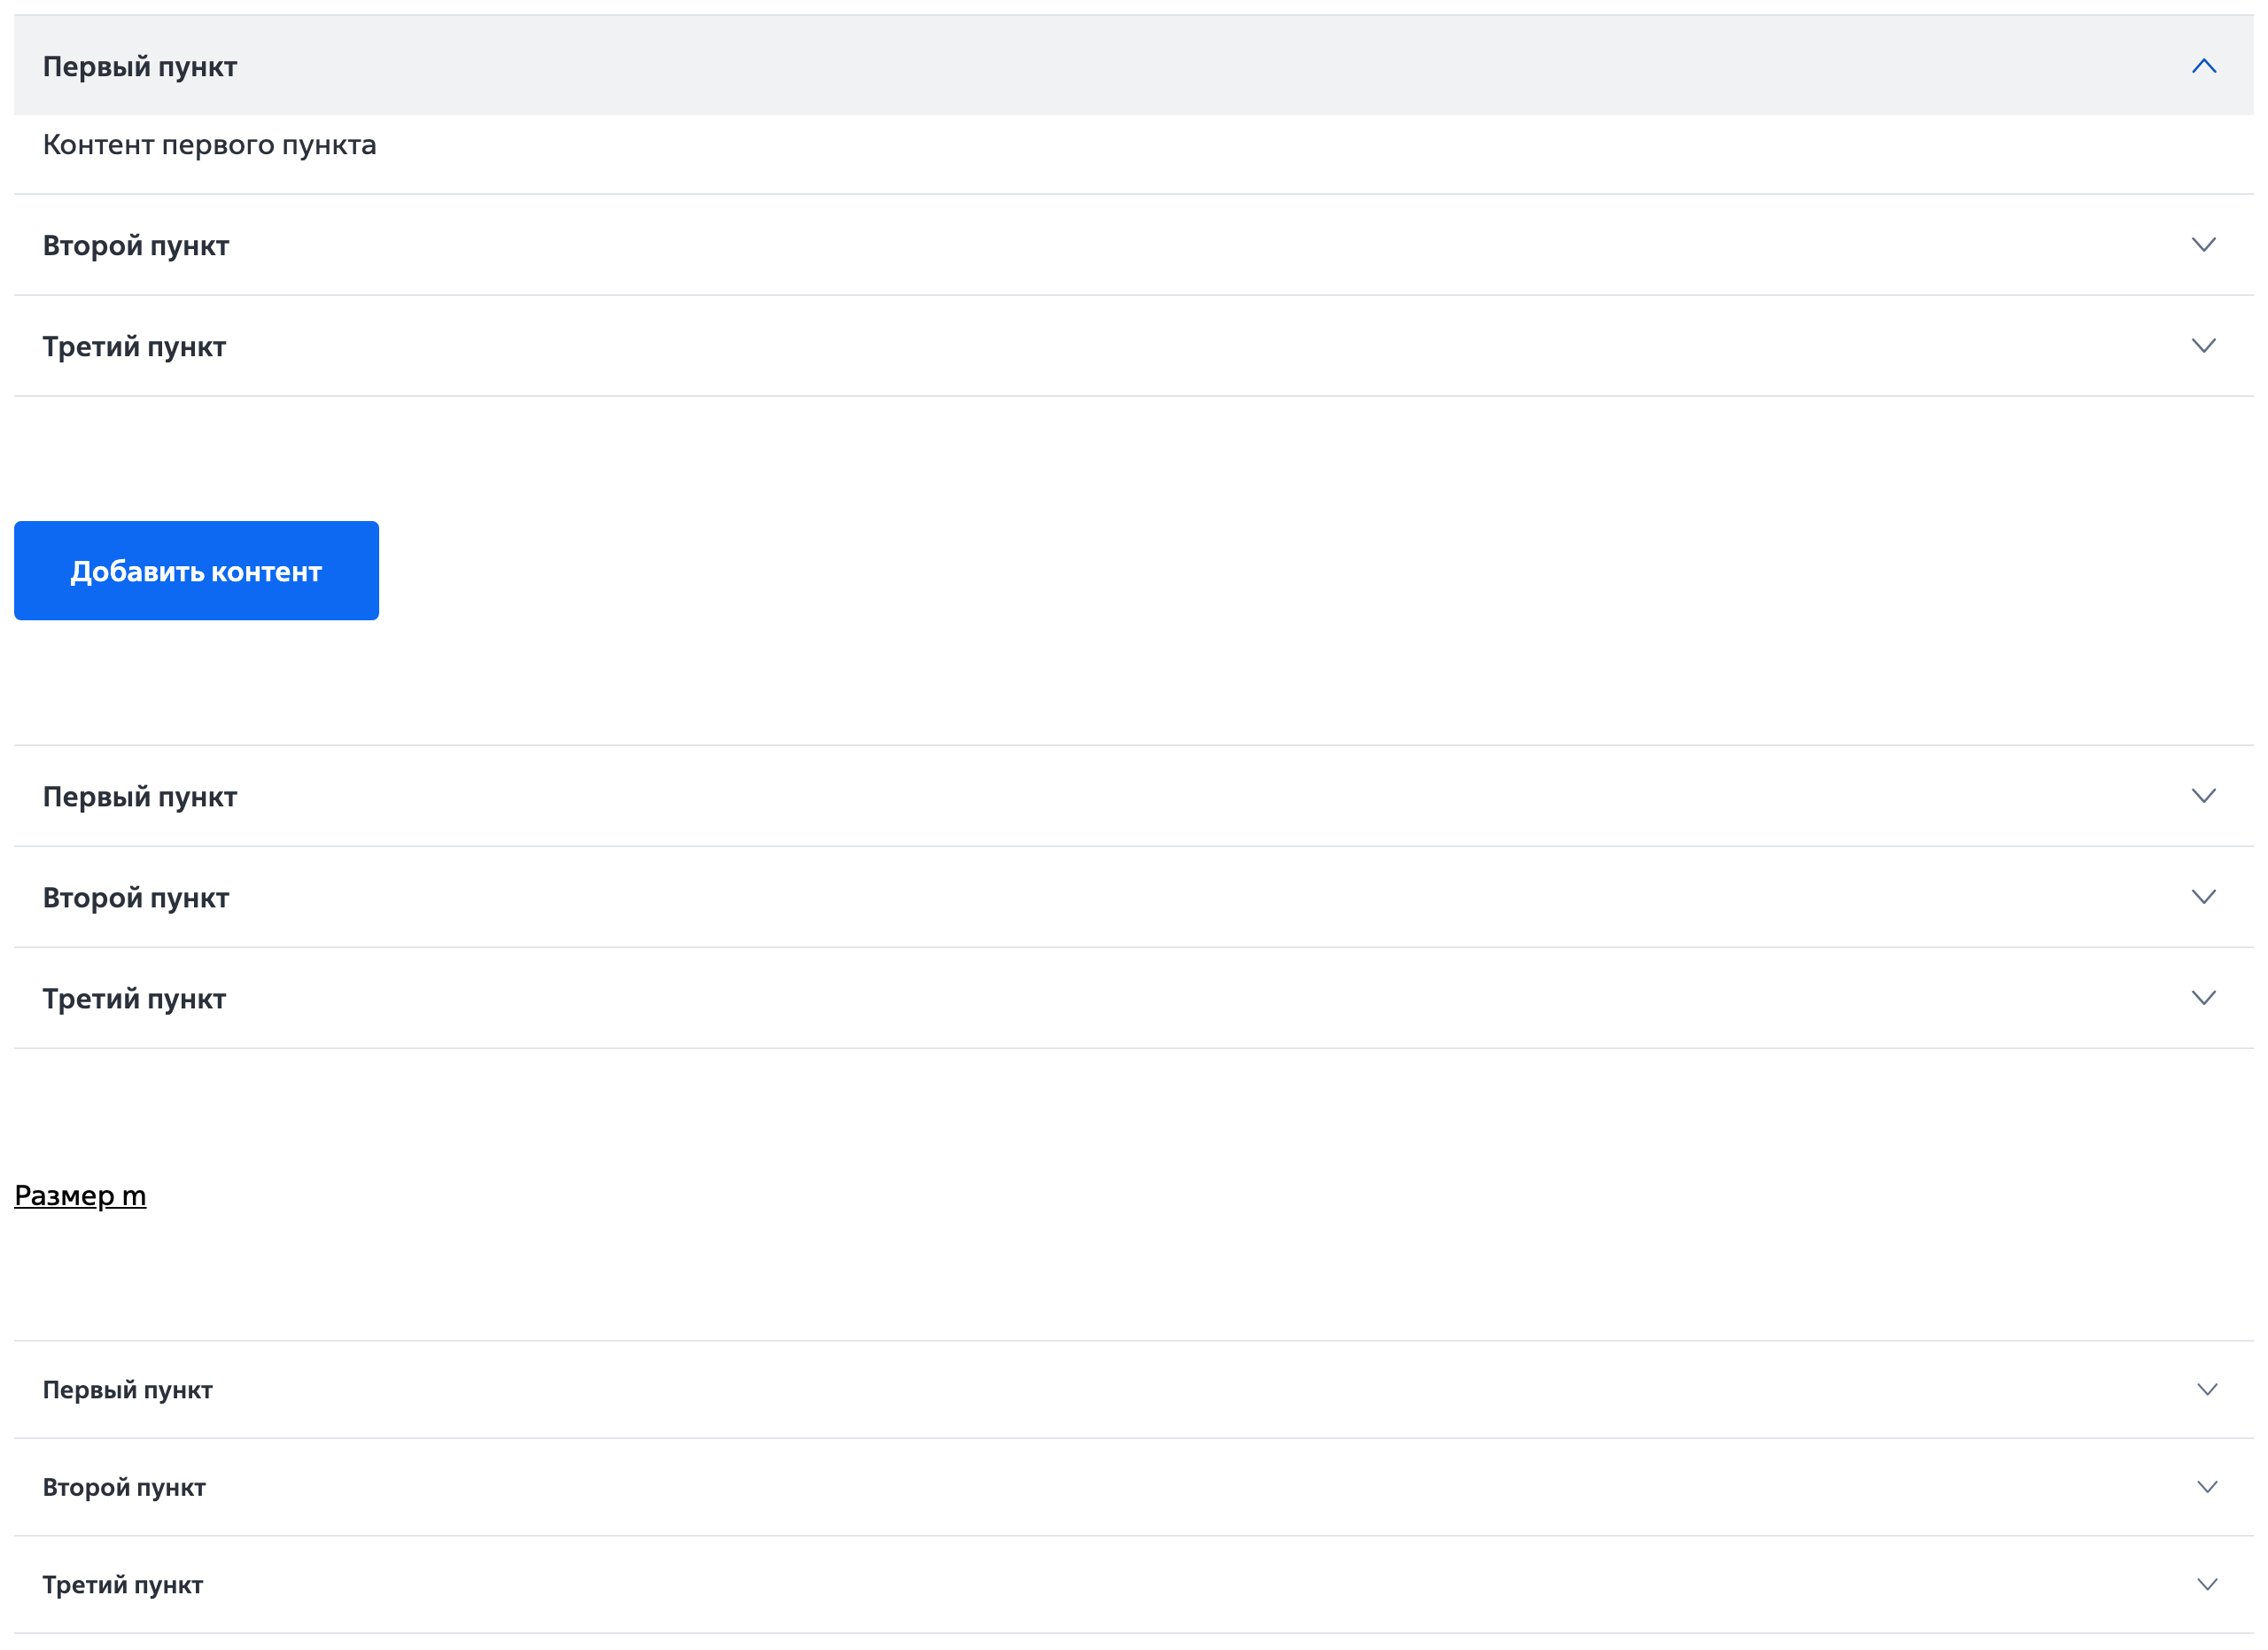 Первый пункт
Контент первого пункта
Второй пункт
Третий пункт
Добавить контент
Первый пункт
Второй пункт
Третий пункт
Размер m
Первый пункт
Второй пункт
Третий пункт